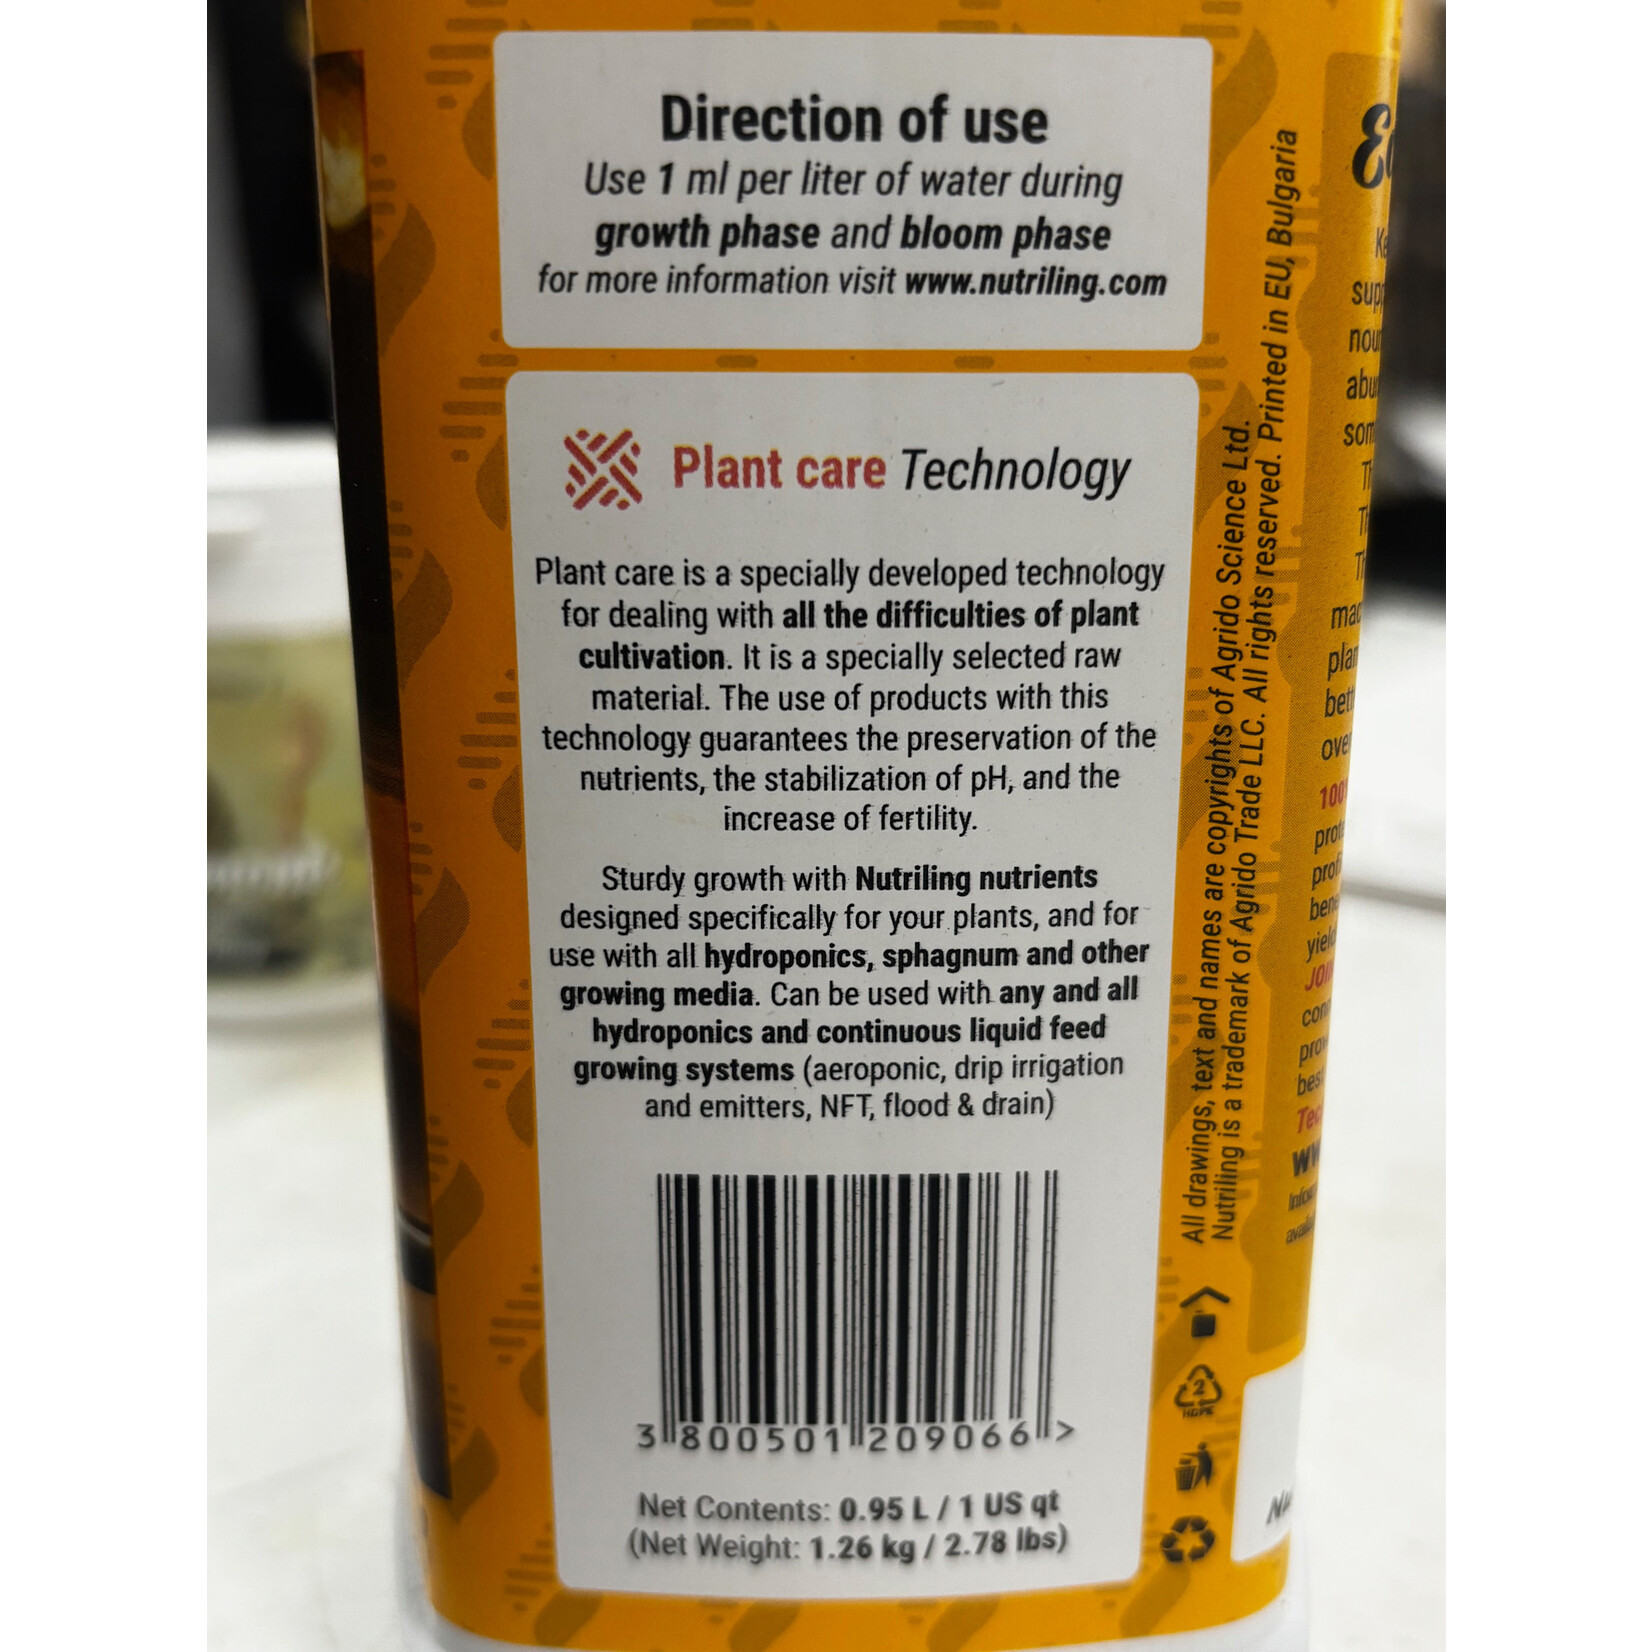 Direction of use
Use 1 ml per liter of water during
growth phase and bloom phase
for more information visit www.nutriling.com
Plant care Technology
Plant care is a specially developed technology
for dealing with all the difficulties of plant
cultivation. It is a specially selected raw
material. The use of products with this
technology guarantees the preservation of the
nutrients, the stabilization of pH, and the
increase of fertility.
Sturdy growth with Nutriling nutrients
designed specifically for your plants, and for
use with all hydroponics, sphagnum and other
growing media. Can be used with any and all
hydroponics and continuous liquid feed
growing systems (aeroponic, drip irrigation
and emitters, NFT, flood & drain)
3 800501 209066 >
Net Contents: 0.95 L / 1 US qt
(Net Weight: 1.26 kg / 2.78 lbs)
All drawings, text and names are copyrights of Agrido Science Ltd.
Nutriling is a trademark of Agrido Trade LLC. All rights reserved. Printed in EU, Bulgaria
2
HDPE